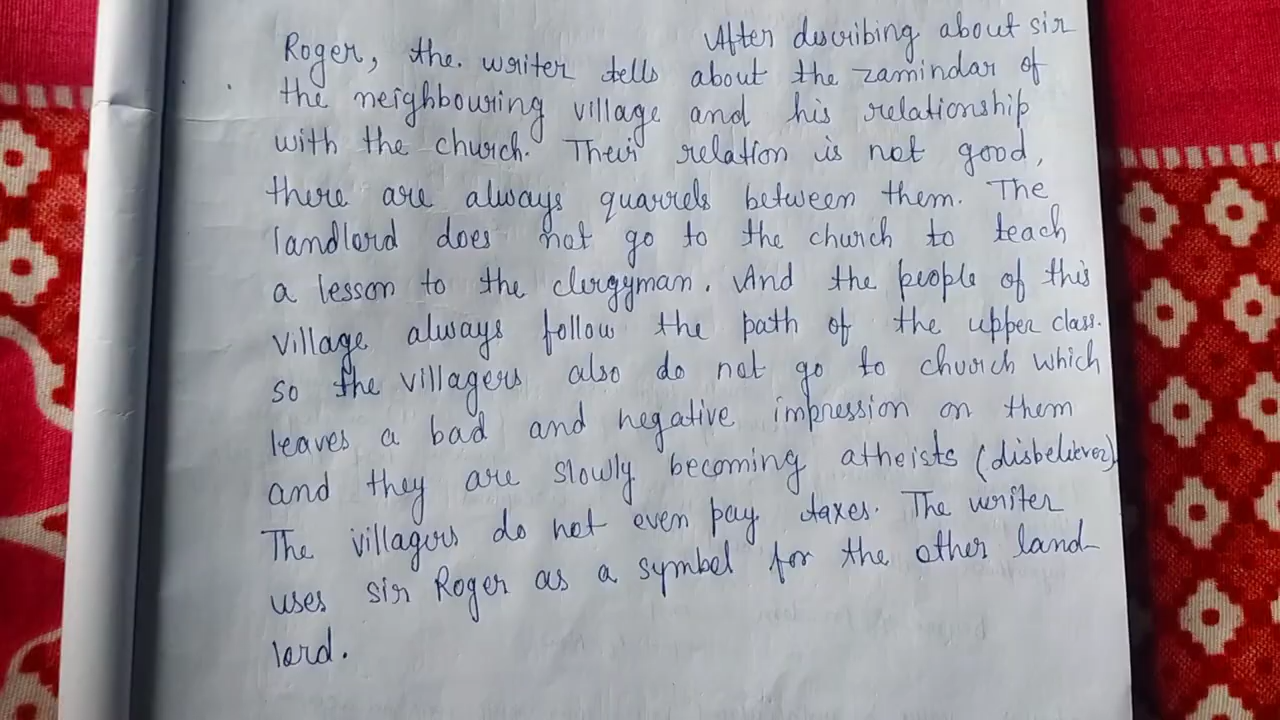 After describing about sir
Roger, the writer tells about the zamindar of
the neighbouring village and his relationship
with the church. Their relation is not good,
there are always quarrels between them. The
landlord does not go to the church to teach
a lesson to the clergyman. And the people of this
village always follow the path of the upper class.
so the villagers also do not go to church which
leaves a bad and negative impression on them
and they are slowly becoming atheists (disbeliever)
The villagers do not even pay taxes. The writer
uses sir Roger as a symbol for the other land-
lord.